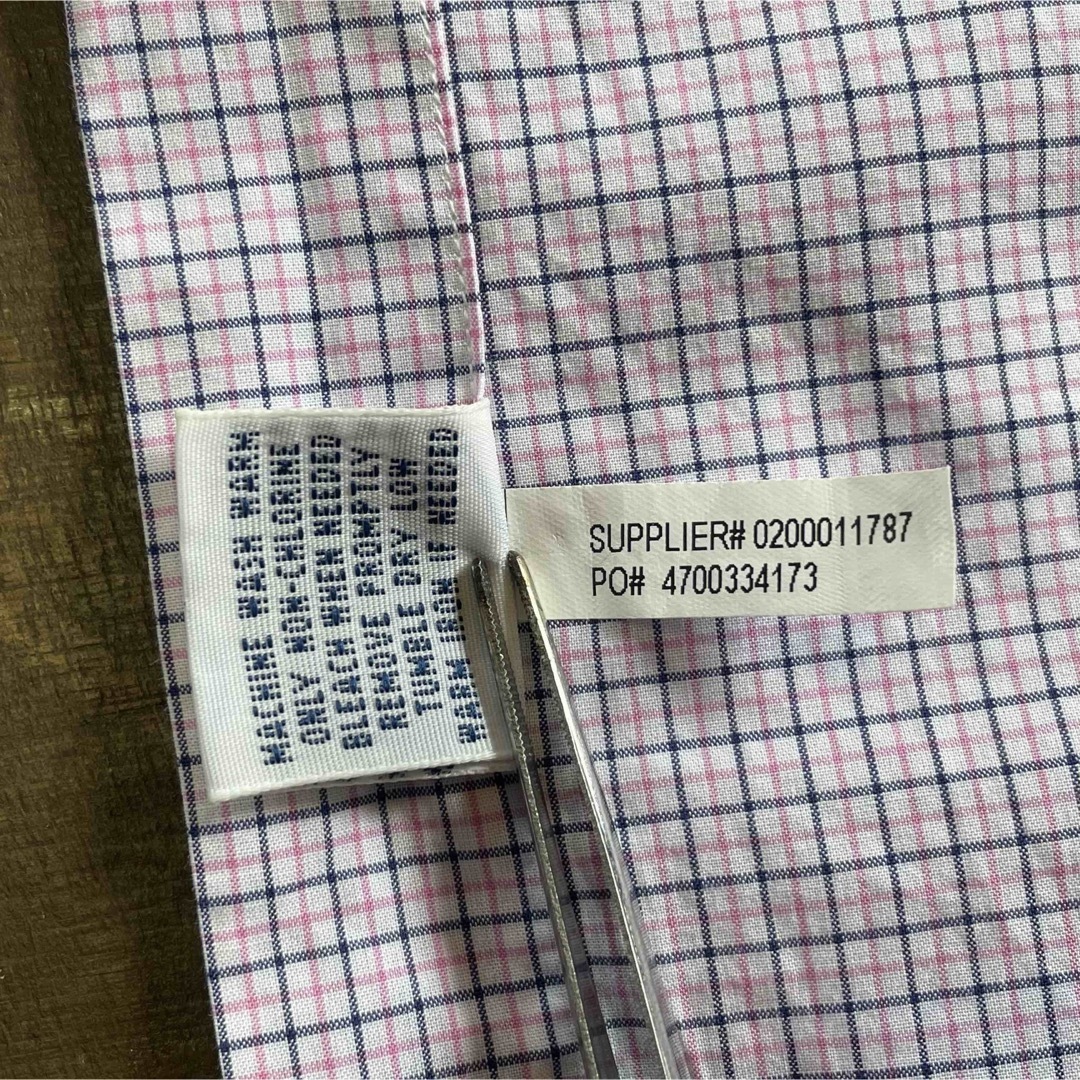 MACHINE WASH WARM
ONLY NON-CHLORINE
BLEACH WHEN NEEDED
REMOVE PROMPTLY
TUMBLE DRY LOW
WARM IRON IF NEEDED
SUPPLIER# 0200011787
PO# 4700334173